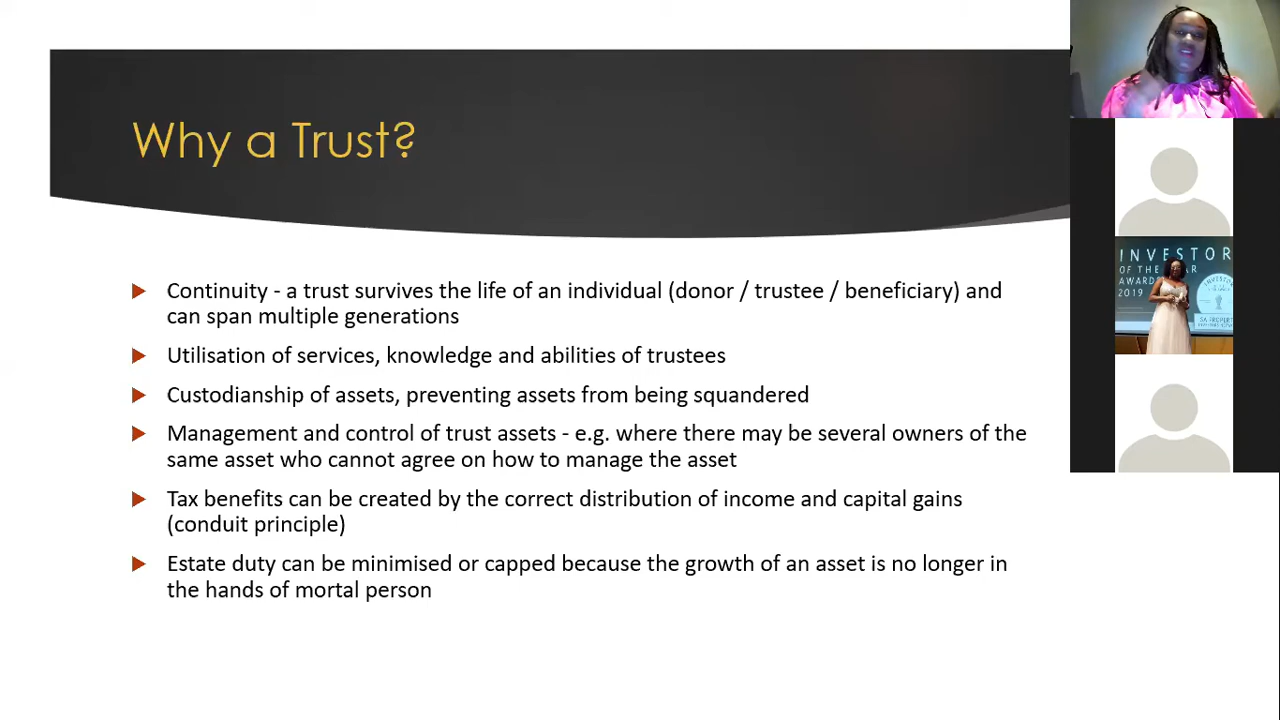 Why a Trust?
Continuity - a trust survives the life of an individual (donor / trustee / beneficiary) and
can span multiple generations
Utilisation of services, knowledge and abilities of trustees
Custodianship of assets, preventing assets from being squandered
Management and control of trust assets - e.g. where there may be several owners of the
same asset who cannot agree on how to manage the asset
Tax benefits can be created by the correct distribution of income and capital gains
(conduit principle)
Estate duty can be minimised or capped because the growth of an asset is no longer in
the hands of mortal person
INVESTOR
OF THE
AWARD
2019
SA PROPERT